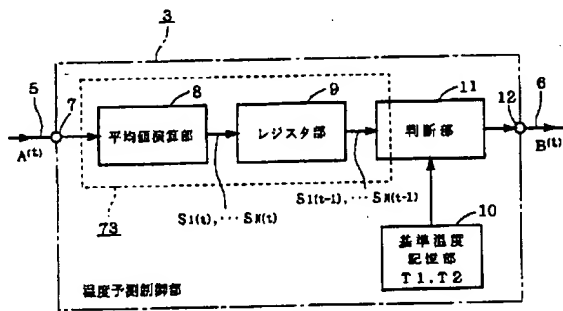 3
5
7
8
9
11
12
6
A(t)
平均値演算部
レジスタ部
判断部
B(t)
S1(t),…SN(t)
S1(t-1),…SN(t-1)
73
10
基準温度
記憶部
T1.T2
温度予測制御部